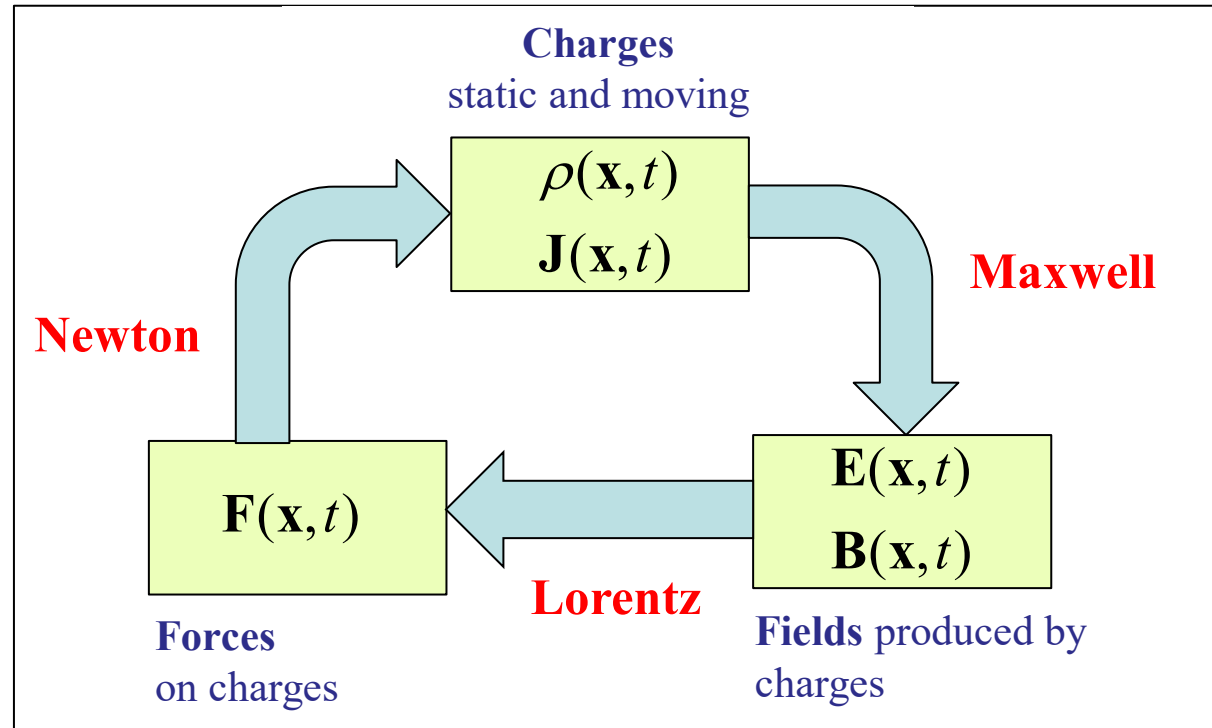 Charges
static and moving
ρ(x,t)
J(x,t)
Maxwell
Newton
E(x,t)
B(x,t)
F(x,t)
Lorentz
Forces
on charges
Fields produced by
charges